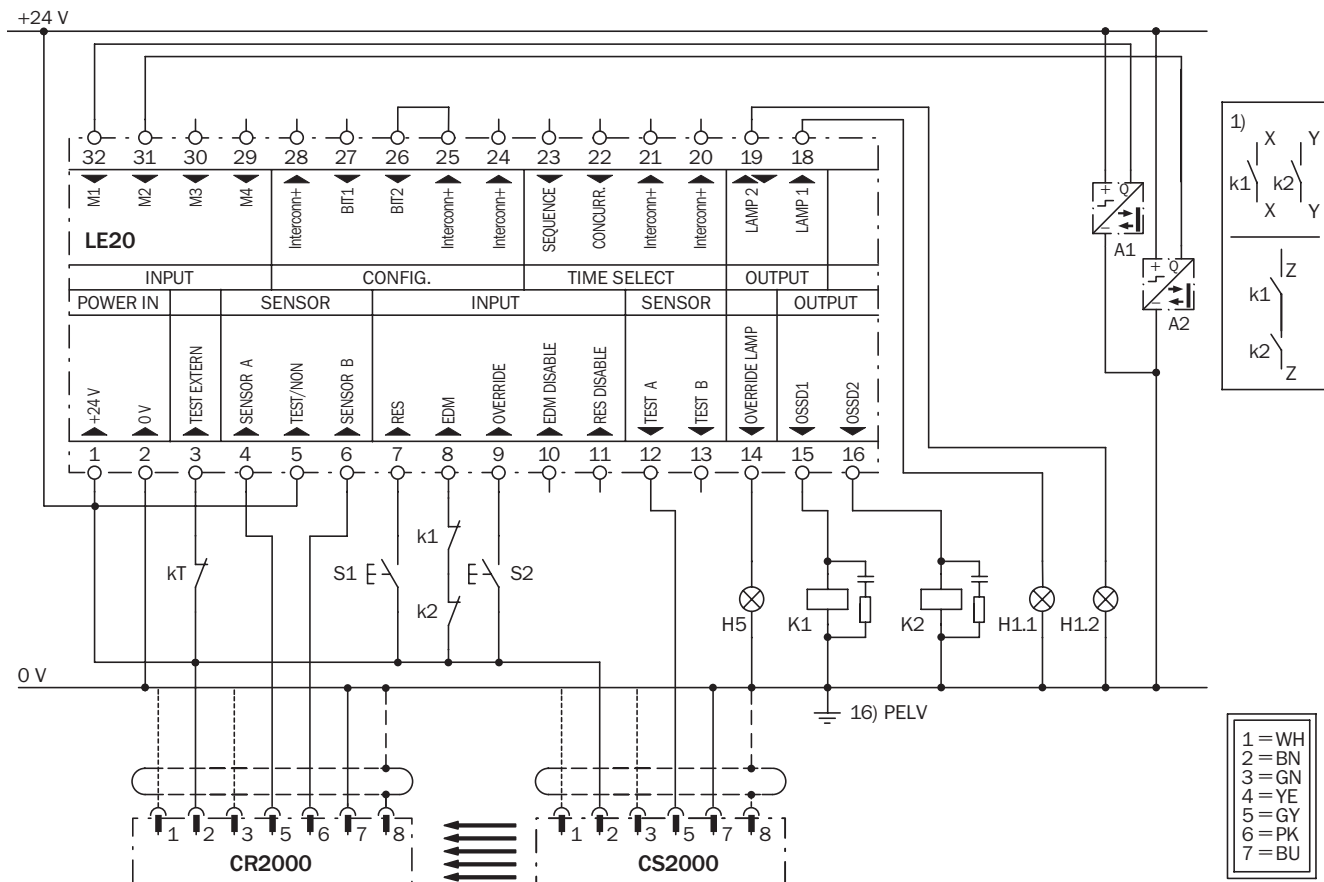 +24 V
32 31 30 29 28 27 26 25 24 23 22 21 20 19 18
M1 M2 M3 M4 Interconn+ BIT1 BIT2 Interconn+ Interconn+ SEQUENCE CONCURR. Interconn+ Interconn+ LAMP 2 LAMP 1
LE20
INPUT CONFIG. TIME SELECT OUTPUT
POWER IN SENSOR INPUT SENSOR OUTPUT
+24 V 0 V TEST EXTERN SENSOR A TEST/NON SENSOR B RES EDM OVERRIDE EDM DISABLE RES DISABLE TEST A TEST B OVERRIDE LAMP OSSD1 OSSD2
1 2 3 4 5 6 7 8 9 10 11 12 13 14 15 16
+ Q
–
A1
+ Q
–
A2
1)
X Y
k1 k2
X Y
Z
k1
k2
Z
kT S1 k1 S2
k2
H5 K1 K2 H1.1 H1.2
0 V
16) PELV
1 2 3 5 6 7 8
CR2000
1 2 3 5 7 8
CS2000
1 = WH
2 = BN
3 = GN
4 = YE
5 = GY
6 = PK
7 = BU